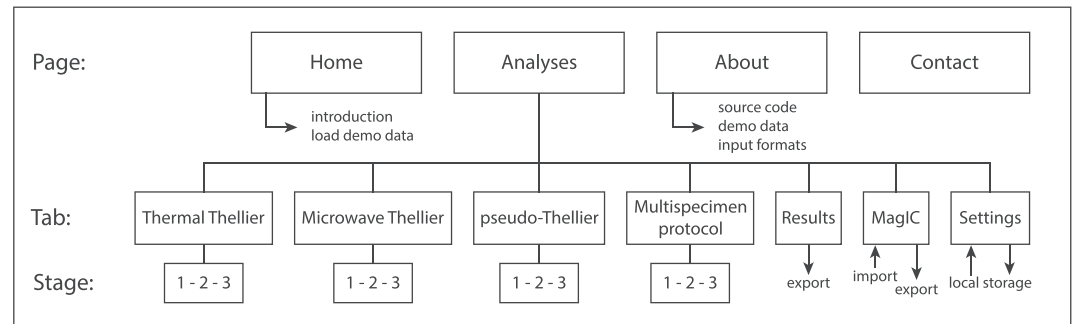 Page:
Home
Analyses
About
Contact
introduction
load demo data
source code
demo data
input formats
Tab:
Thermal Thellier
Microwave Thellier
pseudo-Thellier
Multispecimen
protocol
Results
MagIC
Settings
Stage:
1 - 2 - 3
1 - 2 - 3
1 - 2 - 3
1 - 2 - 3
export
import
export
local storage